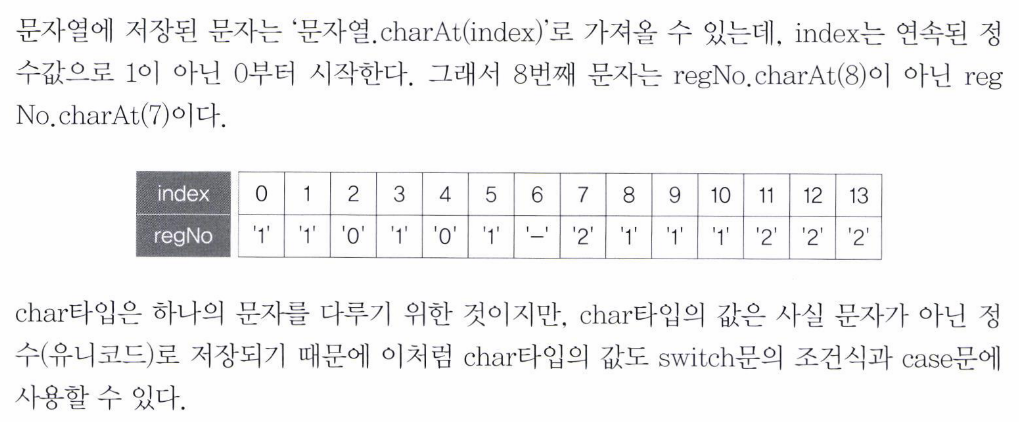 문자열에 저장된 문자는 ‘문자열.charAt(index)’로 가져올 수 있는데, index는 연속된 정
수값으로 1이 아닌 0부터 시작한다. 그래서 8번째 문자는 regNo.charAt(8)이 아닌 reg
No.charAt(7)이다.
index 0 1 2 3 4 5 6 7 8 9 10 11 12 13
regNo '1' '1' '0' '1' '0' '1' '–' '2' '1' '1' '1' '2' '2' '2'
char타입은 하나의 문자를 다루기 위한 것이지만, char타입의 값은 사실 문자가 아닌 정
수(유니코드)로 저장되기 때문에 이처럼 char타입의 값도 switch문의 조건식과 case문에
사용할 수 있다.